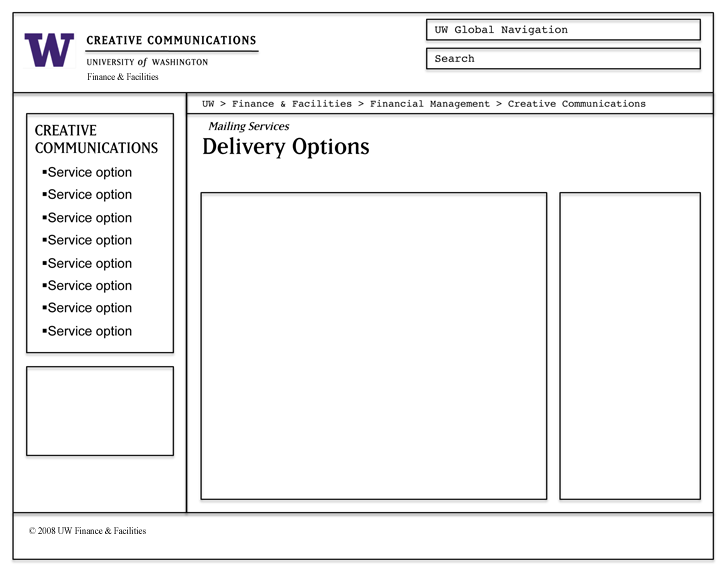 W
CREATIVE COMMUNICATIONS
UNIVERSITY of WASHINGTON
Finance & Facilities
UW Global Navigation
Search
UW > Finance & Facilities > Financial Management > Creative Communications
CREATIVE
COMMUNICATIONS
▪Service option
▪Service option
▪Service option
▪Service option
▪Service option
▪Service option
▪Service option
▪Service option
Mailing Services
Delivery Options
© 2008 UW Finance & Facilities